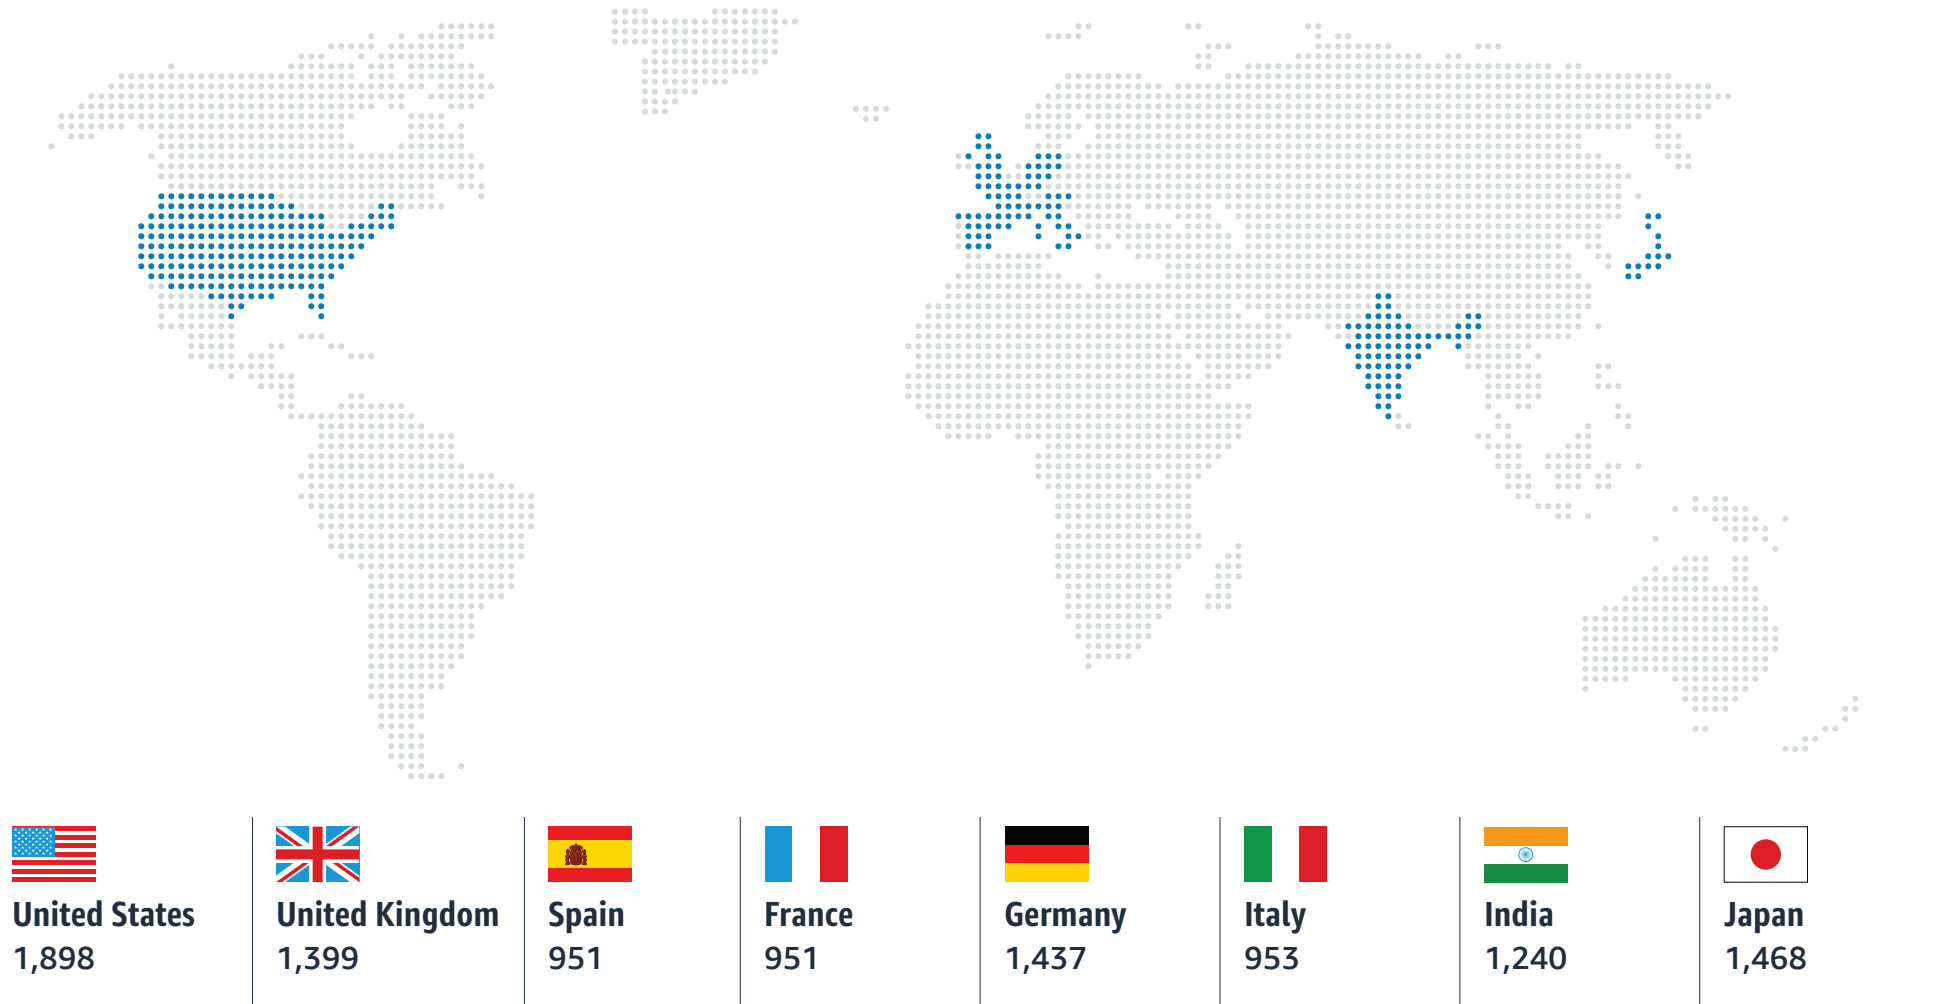 United States
1,898
United Kingdom
1,399
Spain
951
France
951
Germany
1,437
Italy
953
India
1,240
Japan
1,468